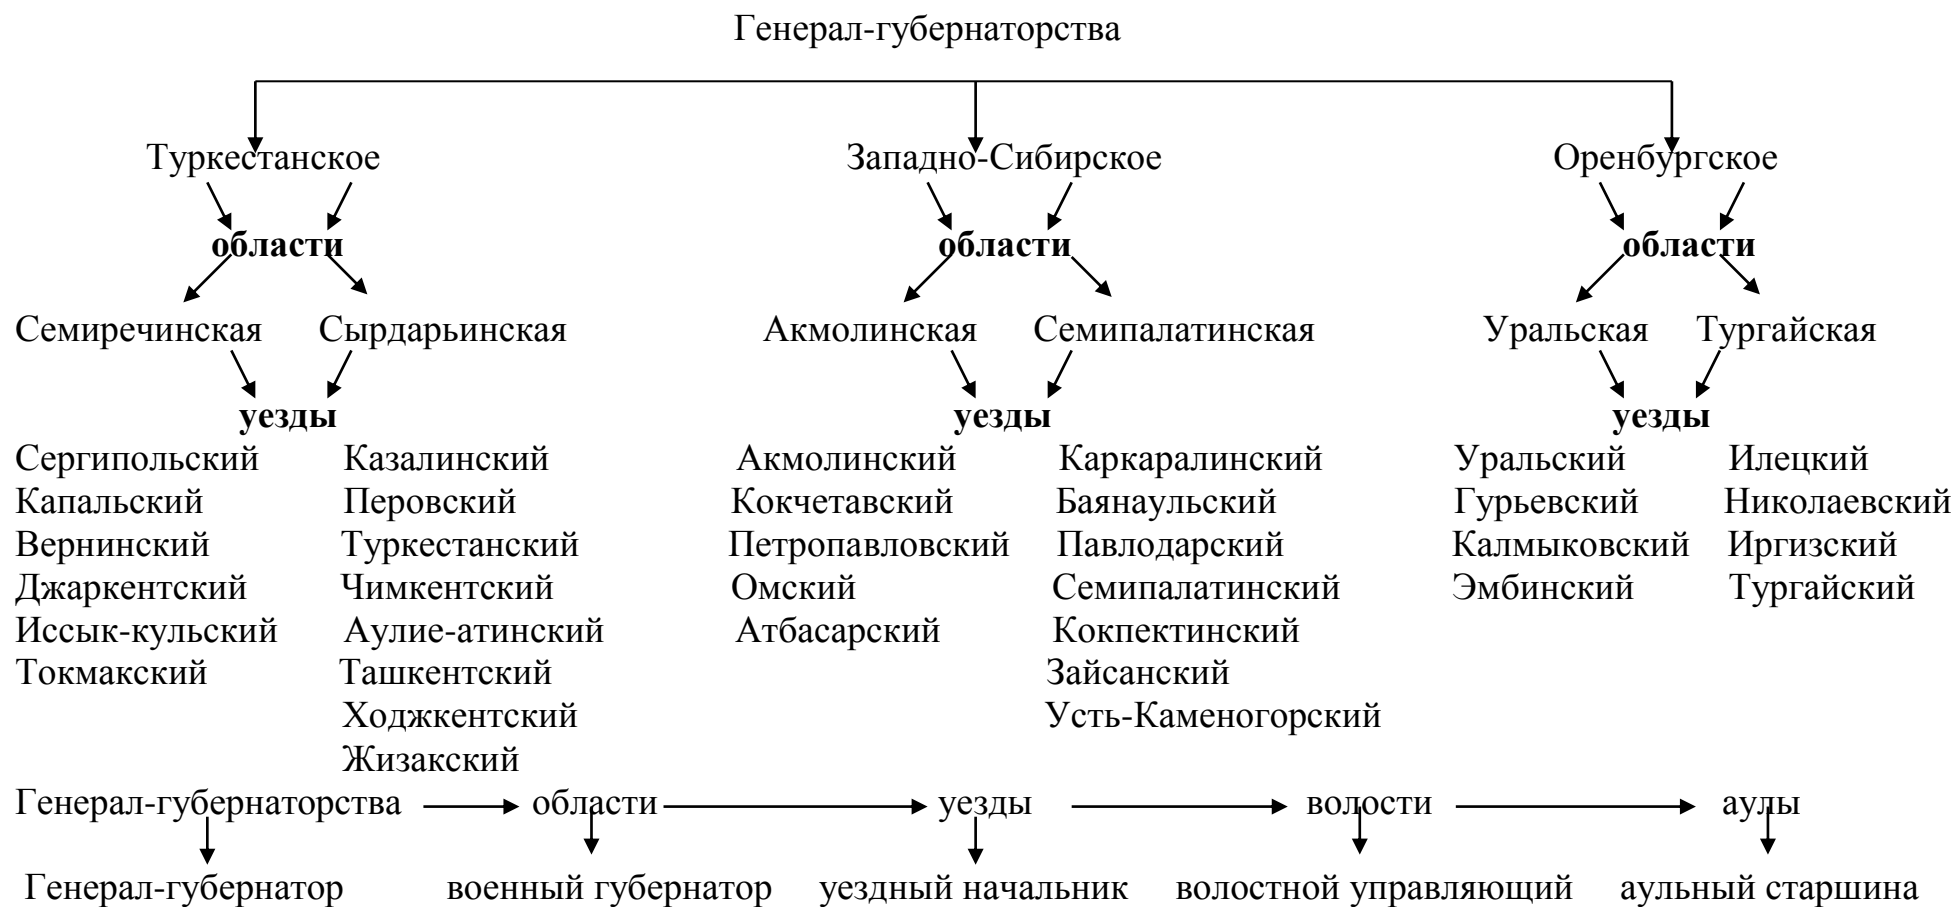 Генерал-губернаторства
Туркестанское Западно-Сибирское Оренбургское
области области области
Семиречинская Сырдарьинская Акмолинская Семипалатинская Уральская Тургайская
уезды уезды уезды
Сергипольский Казалинский Акмолинский Каркаралинский Уральский Илецкий
Капальский Перовский Кокчетавский Баянаульский Гурьевский Николаевский
Вернинский Туркестанский Петропавловский Павлодарский Калмыковский Иргизский
Джаркентский Чимкентский Омский Семипалатинский Эмбинский Тургайский
Иссык-кульский Аулие-атинский Атбасарский Кокпектинский
Токмакский Ташкентский Зайсанский
Ходжкентский Усть-Каменогорский
Жизакский
Генерал-губернаторства области уезды волости аулы
Генерал-губернатор военный губернатор уездный начальник волостной управляющий аульный старшина